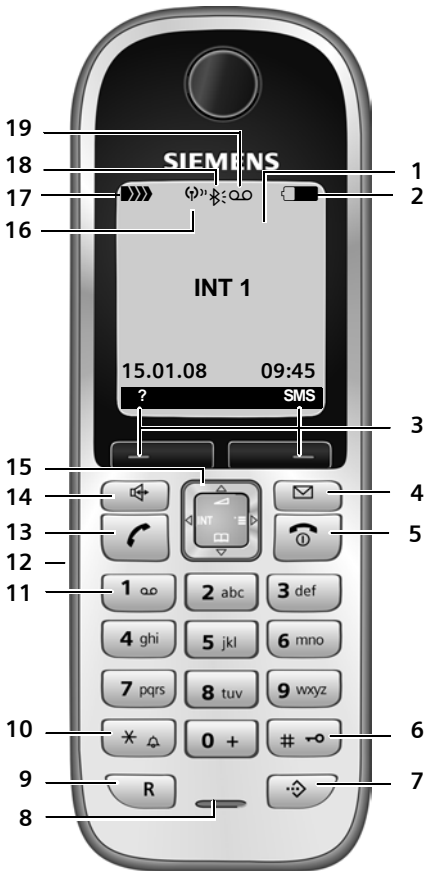 19
SIEMENS
18
1
17
2
16
INT 1
15.01.08 09:45
? SMS
3
15
14
4
INT
13
5
12
11
1 2 abc 3 def
4 ghi 5 jkl 6 mno
7 pqrs 8 tuv 9 wxyz
10
* 0 + #
6
9
R
7
8